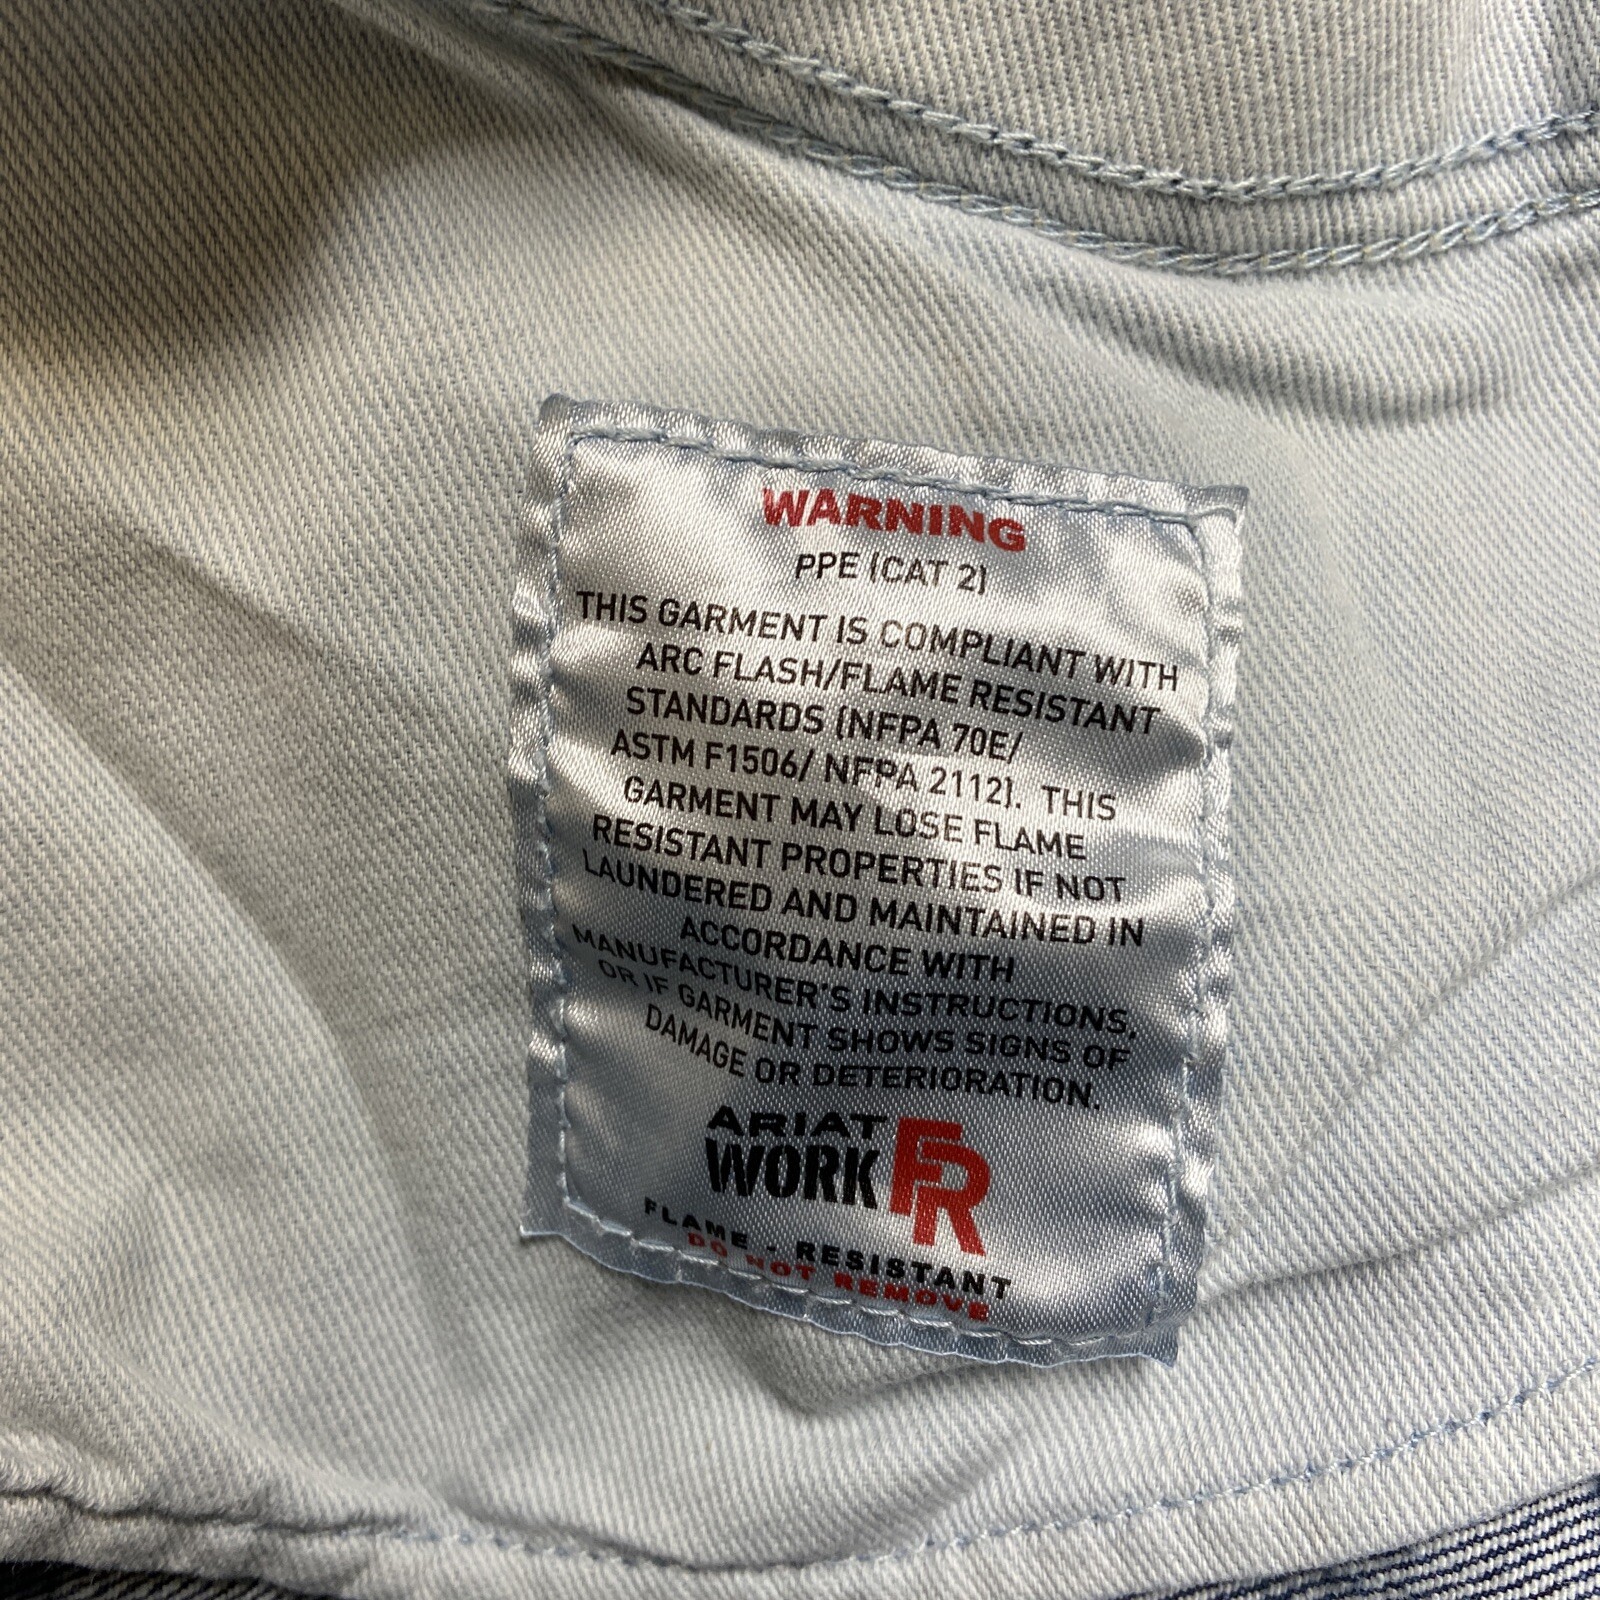 WARNING
PPE (CAT 2)
THIS GARMENT IS COMPLIANT WITH
ARC FLASH/FLAME RESISTANT
STANDARDS (NFPA 70E/
ASTM F1506/ NFPA 2112). THIS
GARMENT MAY LOSE FLAME
RESISTANT PROPERTIES IF NOT
LAUNDERED AND MAINTAINED IN
ACCORDANCE WITH
MANUFACTURER'S INSTRUCTIONS,
OR IF GARMENT SHOWS SIGNS OF
DAMAGE OR DETERIORATION.
ARIAT
WORK FR
FLAME - RESISTANT
DO NOT REMOVE